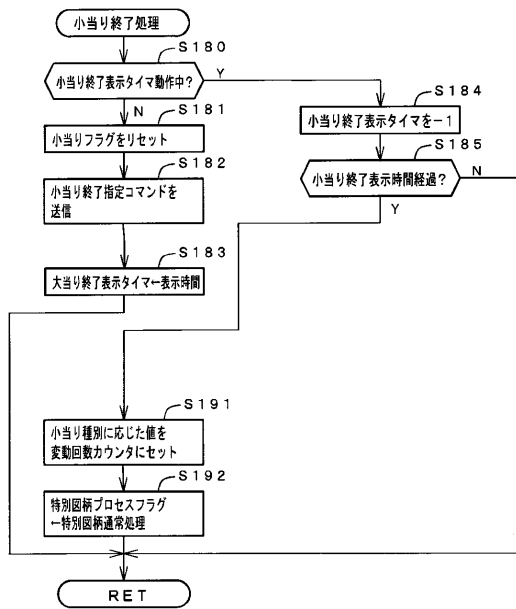 小当り終了処理
S180
小当り終了表示タイマ動作中?
Y
N
S181
小当りフラグをリセット
S182
小当り終了指定コマンドを
送信
S183
大当り終了表示タイマ←表示時間
S184
小当り終了表示タイマを−1
S185
小当り終了表示時間経過?
N
Y
S191
小当り種別に応じた値を
変動回数カウンタにセット
S192
特別図柄プロセスフラグ
←特別図柄通常処理
RET